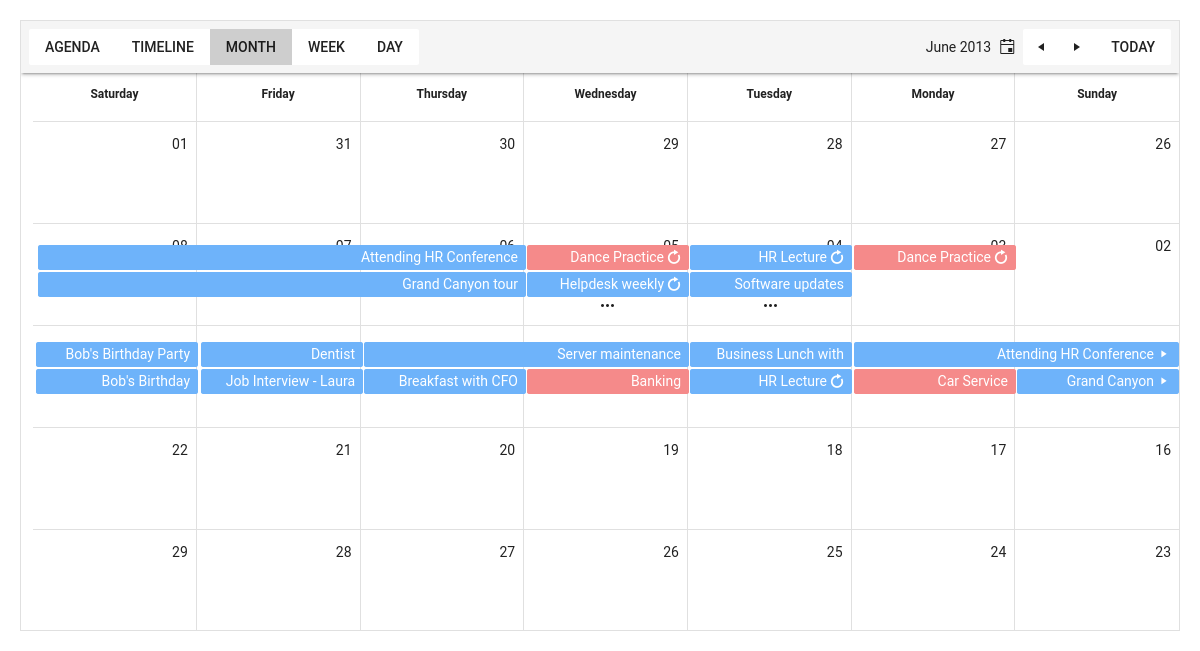 AGENDA TIMELINE MONTH WEEK DAY June 2013 TODAY
Saturday Friday Thursday Wednesday Tuesday Monday Sunday
01 31 30 29 28 27 26
08 07 06 05 04 03 02
Attending HR Conference Dance Practice HR Lecture Dance Practice
Grand Canyon tour Helpdesk weekly Software updates
•••  •••
Bob's Birthday Party Dentist Server maintenance Business Lunch with Attending HR Conference
Bob's Birthday Job Interview - Laura Breakfast with CFO Banking HR Lecture Car Service Grand Canyon
22 21 20 19 18 17 16
29 28 27 26 25 24 23